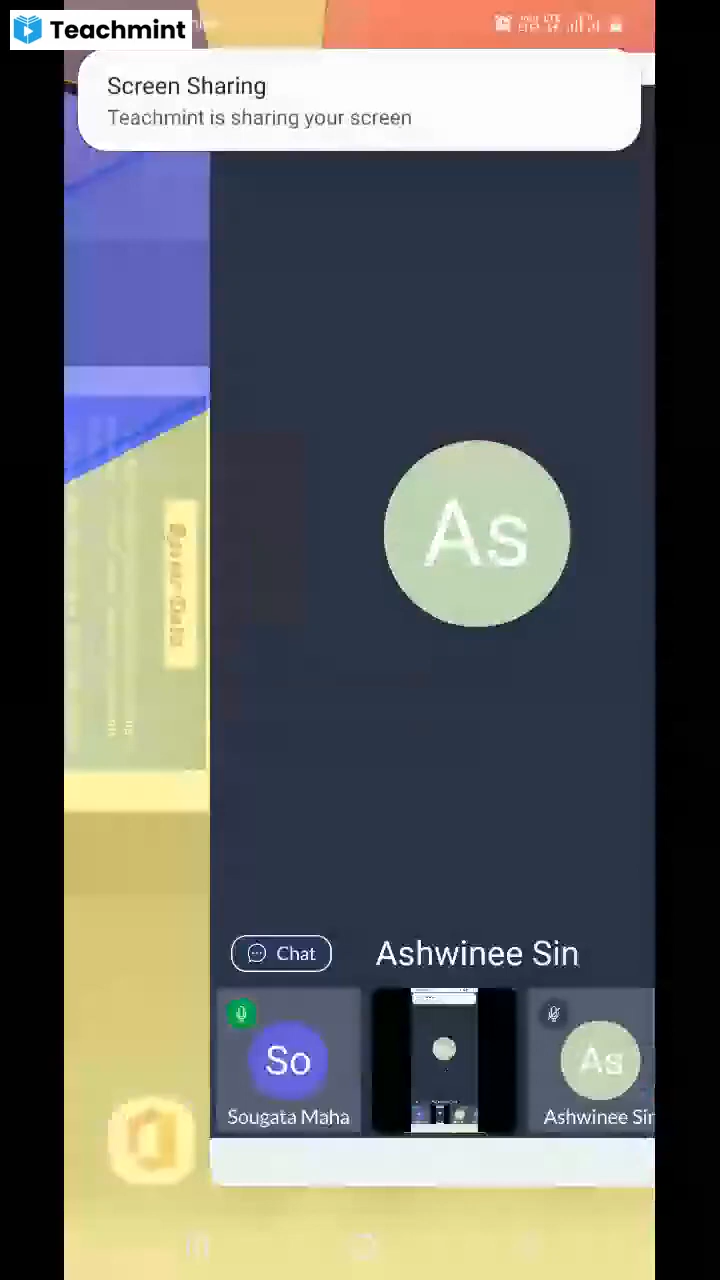 Teachmint
Screen Sharing
Teachmint is sharing your screen
As
Chat
Ashwinee Sin
So
As
Sougata Maha
Ashwinee Sin